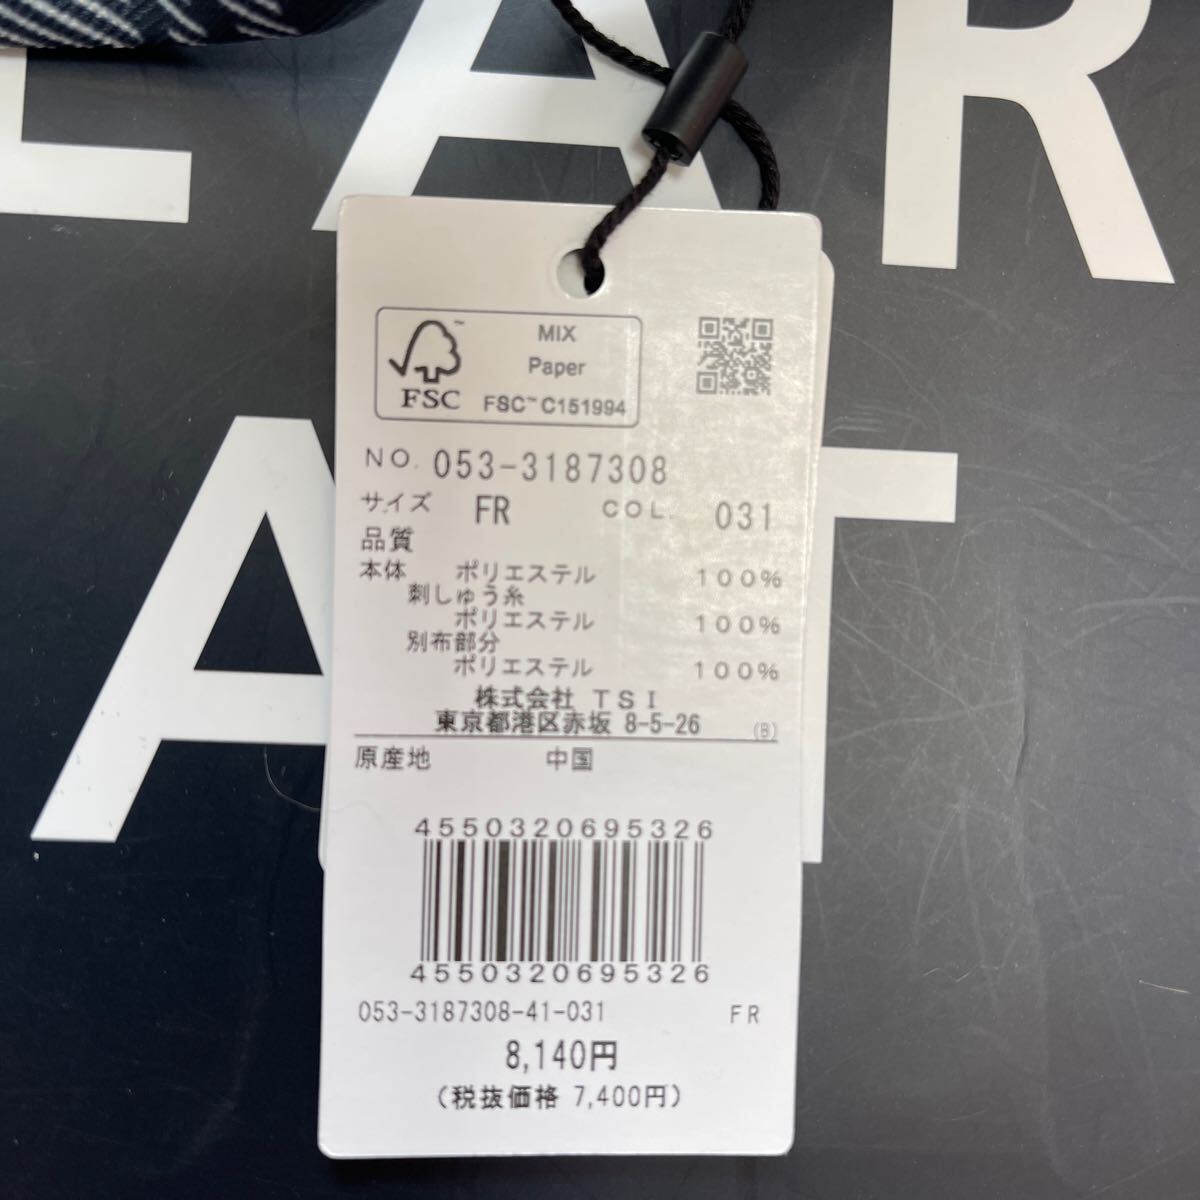 EAR
AT
MIX
Paper
FSC™ C151994
FSC
NO. 053-3187308
サイズ FR COL. 031
品質
本体 ポリエステル 100%
刺しゅう糸
ポリエステル 100%
別布部分
ポリエステル 100%
株式会社 TSI
東京都港区赤坂 8-5-26 (B)
原産地 中国
4550320695326
4550320695326
053-3187308-41-031 FR
8,140円
(税抜価格 7,400円)